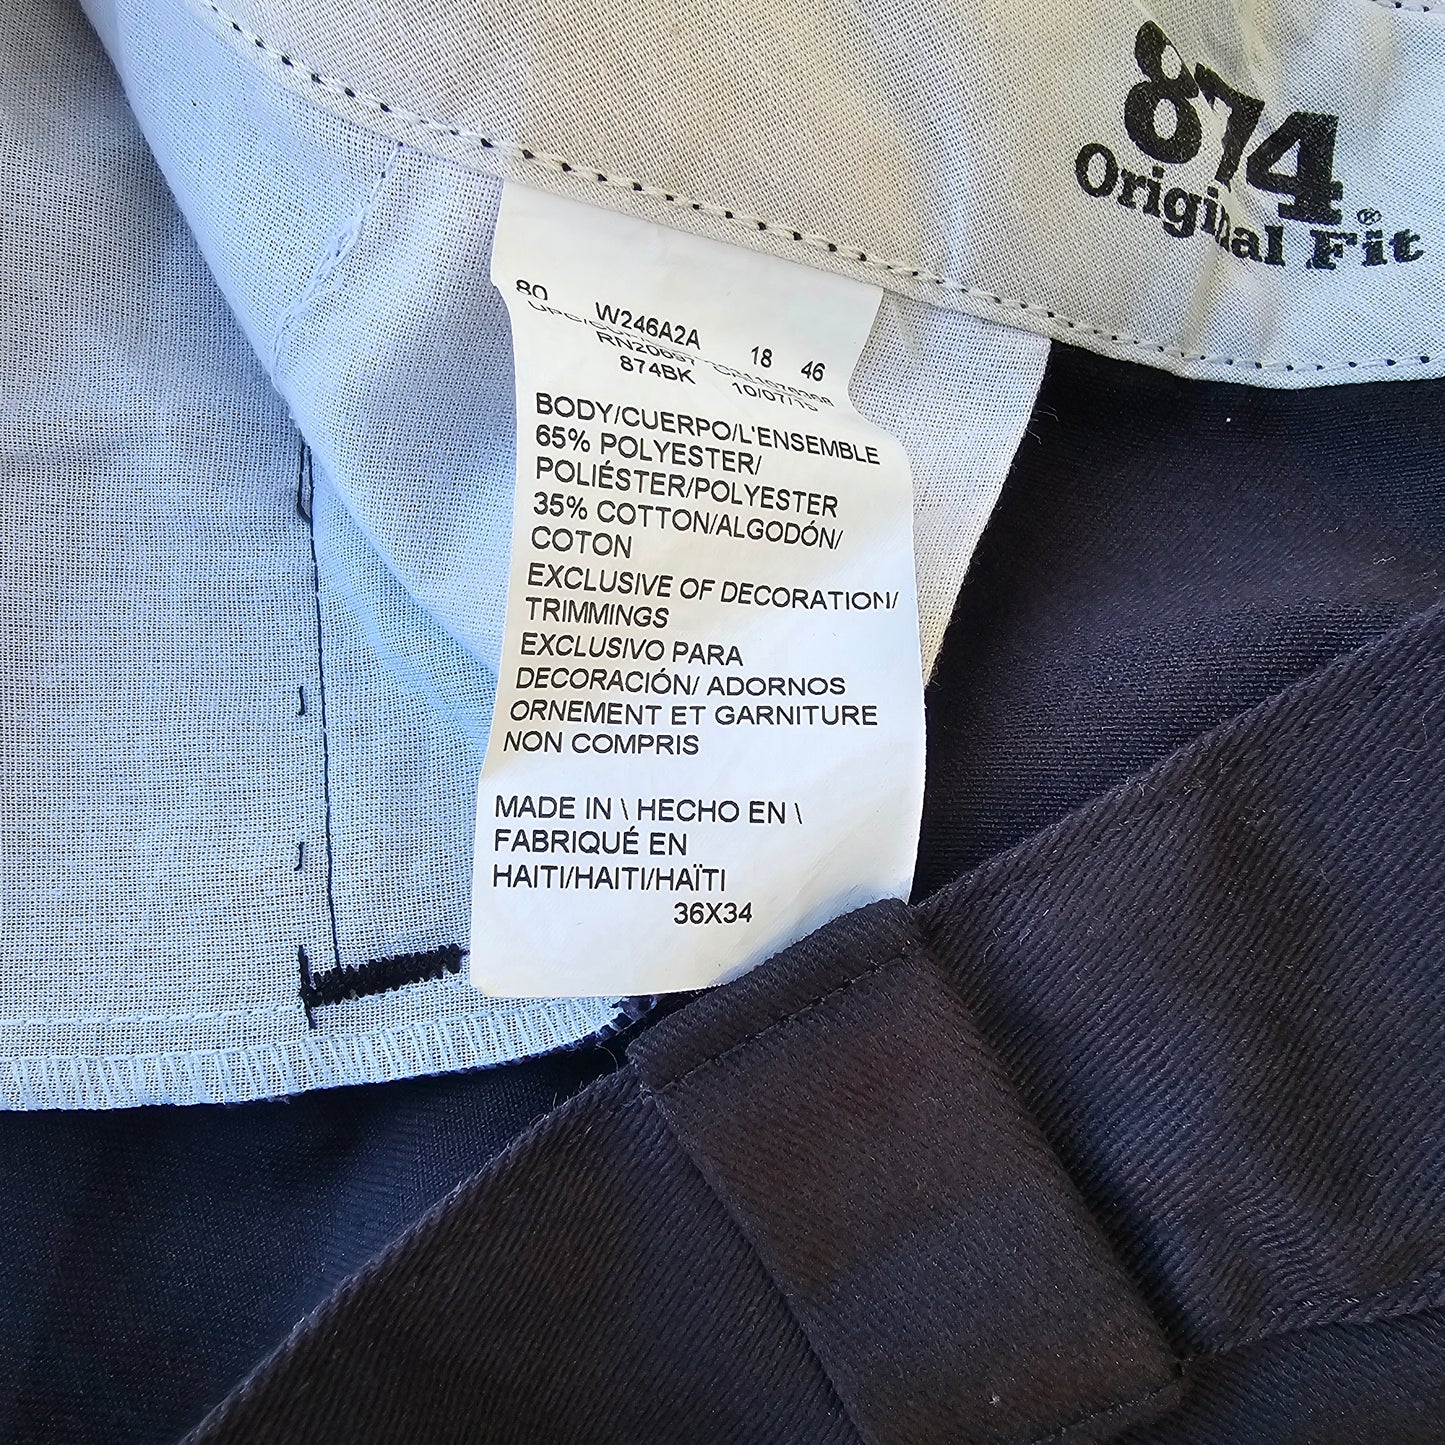 874
Original Fit®
80 W246A2A 18 46
874BK
BODY/CUERPO/L'ENSEMBLE
65% POLYESTER/
POLIÉSTER/POLYESTER
35% COTTON/ALGODÓN/
COTON
EXCLUSIVE OF DECORATION/
TRIMMINGS
EXCLUSIVO PARA
DECORACIÓN/ ADORNOS
ORNEMENT ET GARNITURE
NON COMPRIS
MADE IN \ HECHO EN \
FABRIQUÉ EN
HAITI/HAITI/HAÏTI
36X34